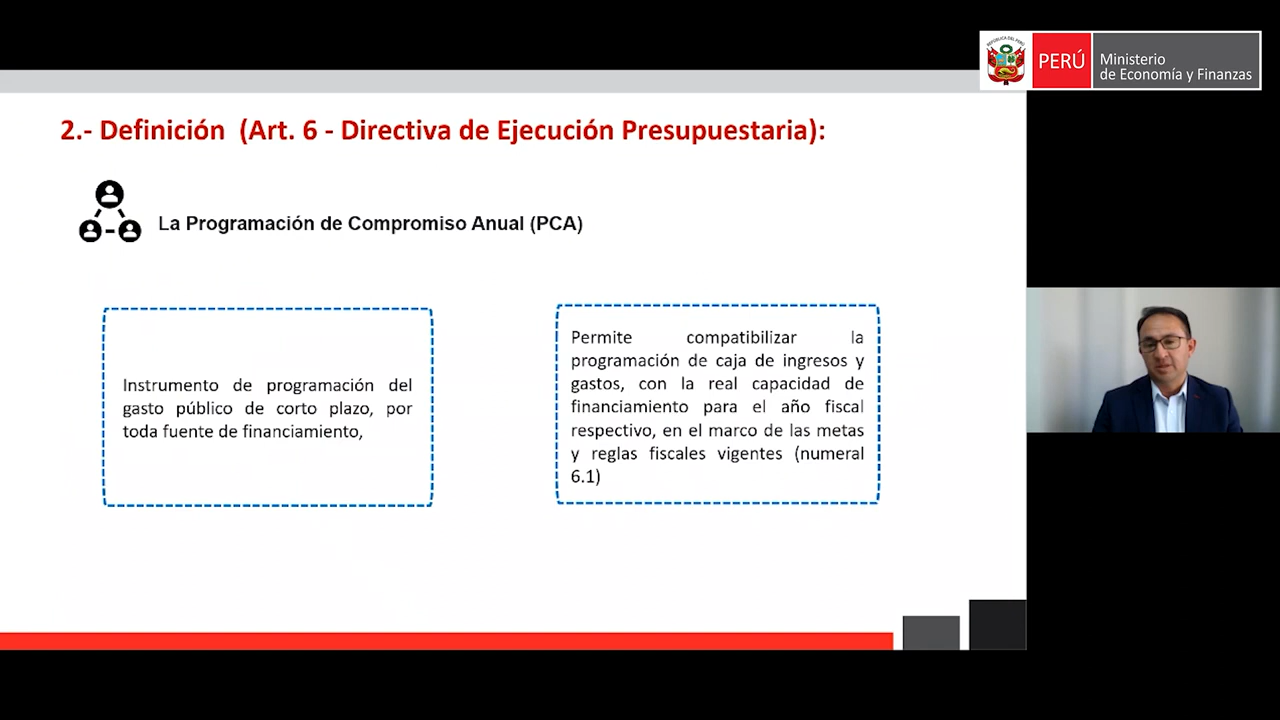 REPÚBLICA DEL PERÚ
PERÚ
Ministerio
de Economía y Finanzas
2.- Definición (Art. 6 - Directiva de Ejecución Presupuestaria):
La Programación de Compromiso Anual (PCA)
Instrumento de programación del
gasto público de corto plazo, por
toda fuente de financiamiento,
Permite compatibilizar la
programación de caja de ingresos y
gastos, con la real capacidad de
financiamiento para el año fiscal
respectivo, en el marco de las metas
y reglas fiscales vigentes (numeral
6.1)